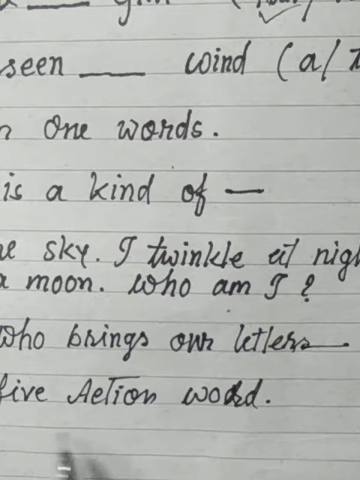 seen ___ wind (a/
one words.
is a kind of —
sky. I twinkle at nigh
a moon. Who am I ?
who brings our letters —
five Action word.